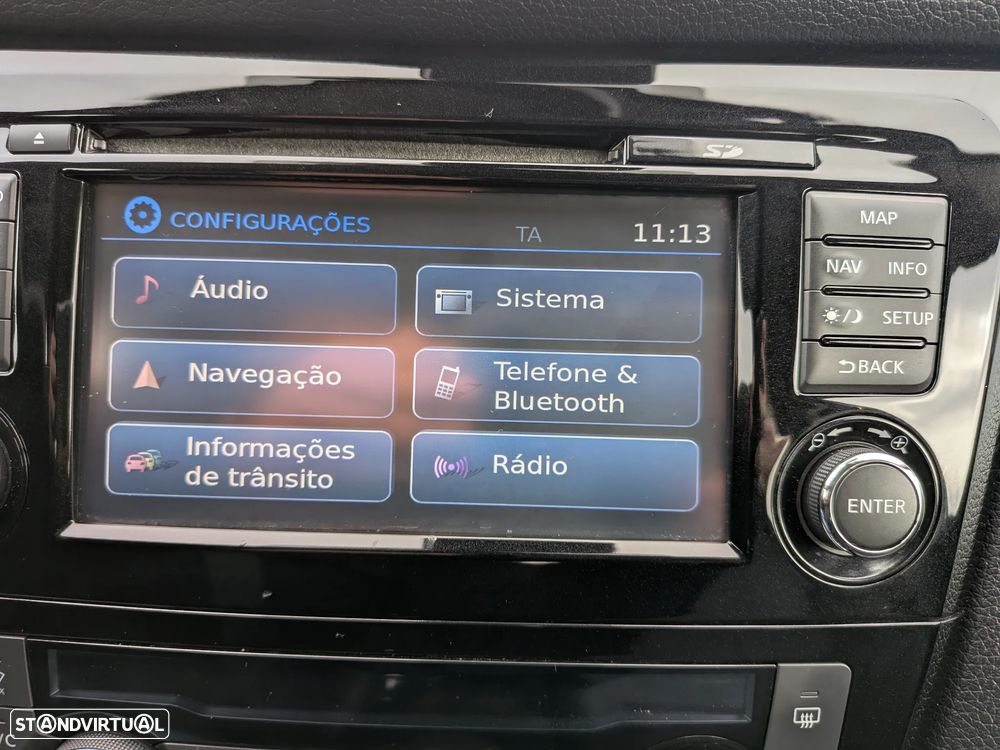 SD
CONFIGURAÇÕES
TA
11:13
Áudio
Sistema
Navegação
Telefone &
Bluetooth
Informações
de trânsito
Rádio
MAP
NAV INFO
SETUP
BACK
ENTER
STANDVIRTUAL